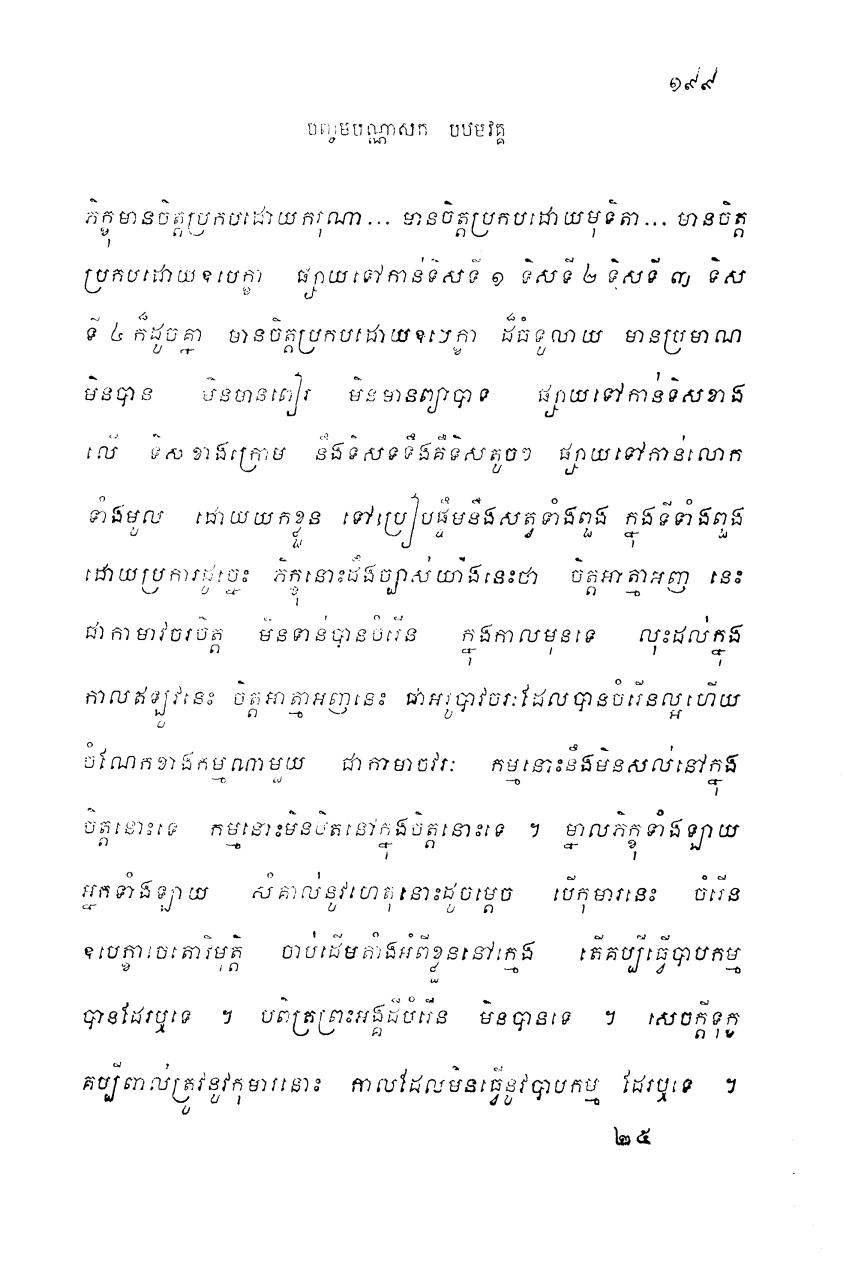 ១៩៩
បញ្ចមបណ្ណាសក បឋមវគ្គ
ភិក្ខុមានចិត្តប្រកបដោយករុណា... មានចិត្តប្រកបដោយមុទិតា... មានចិត្ត
ប្រកបដោយឧបេក្ខា ផ្សាយទៅកាន់ទិសទី ១ ទិសទី ២ ទិសទី ៣ ទិស
ទី ៤ ក៏ដូចគ្នា មានចិត្តប្រកបដោយឧបេក្ខា ដ៏ធំទូលាយ មានប្រមាណ
មិនបាន មិនមានពៀរ មិនមានព្យាបាទ ផ្សាយទៅកាន់ទិសខាង
លើ ទិសខាងក្រោម នឹងទិសទទឹងគឺទិសតូចៗ ផ្សាយទៅកាន់លោក
ទាំងមូល ដោយយកខ្លួន ទៅប្រៀបផ្ទឹមនឹងសត្វទាំងពួង ក្នុងទីទាំងពួង
ដោយប្រការដូច្នេះ ភិក្ខុនោះដឹងច្បាស់យ៉ាងនេះថា ចិត្តអាត្មាអញ នេះ
ជាកាមាវចរចិត្ត មិនទាន់បានចំរើន ក្នុងកាលមុនទេ លុះដល់ក្នុង
កាលឥឡូវនេះ ចិត្តអាត្មាអញនេះ ជាអរូបាវចរៈដែលបានចំរើនល្អហើយ
ចំណែកខាងកម្មណាមួយ ជាកាមាចវរៈ កម្មនោះនឹងមិនសល់នៅក្នុង
ចិត្តនោះទេ កម្មនោះមិនឋិតនៅក្នុងចិត្តនោះទេ ។ ម្នាលភិក្ខុទាំងឡាយ
អ្នកទាំងឡាយ សំគាល់នូវហេតុនោះដូចម្តេច បើកុមារនេះ ចំរើន
ឧបេក្ខាចេតោវិមុត្តិ ចាប់ដើមតាំងអំពីខ្លួននៅក្មេង តើគប្បីធ្វើបាបកម្ម
បានដែរឬទេ ។ បពិត្រព្រះអង្គដ៏ចំរើន មិនបានទេ ។ សេចក្តីទុក្ខ
គប្បីពាល់ត្រូវនូវកុមារនោះ កាលដែលមិនធ្វើនូវបាបកម្ម ដែរឬទេ ។
២៥